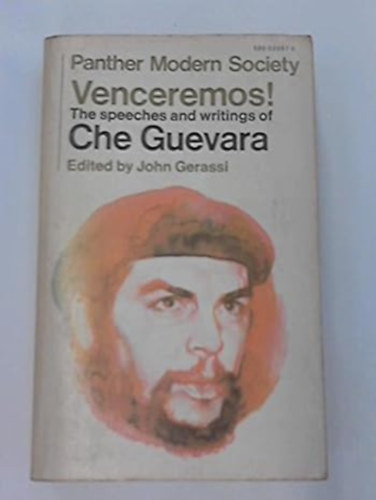 Panther Modern Society
Venceremos!
The speeches and writings of
Che Guevara
Edited by John Gerassi